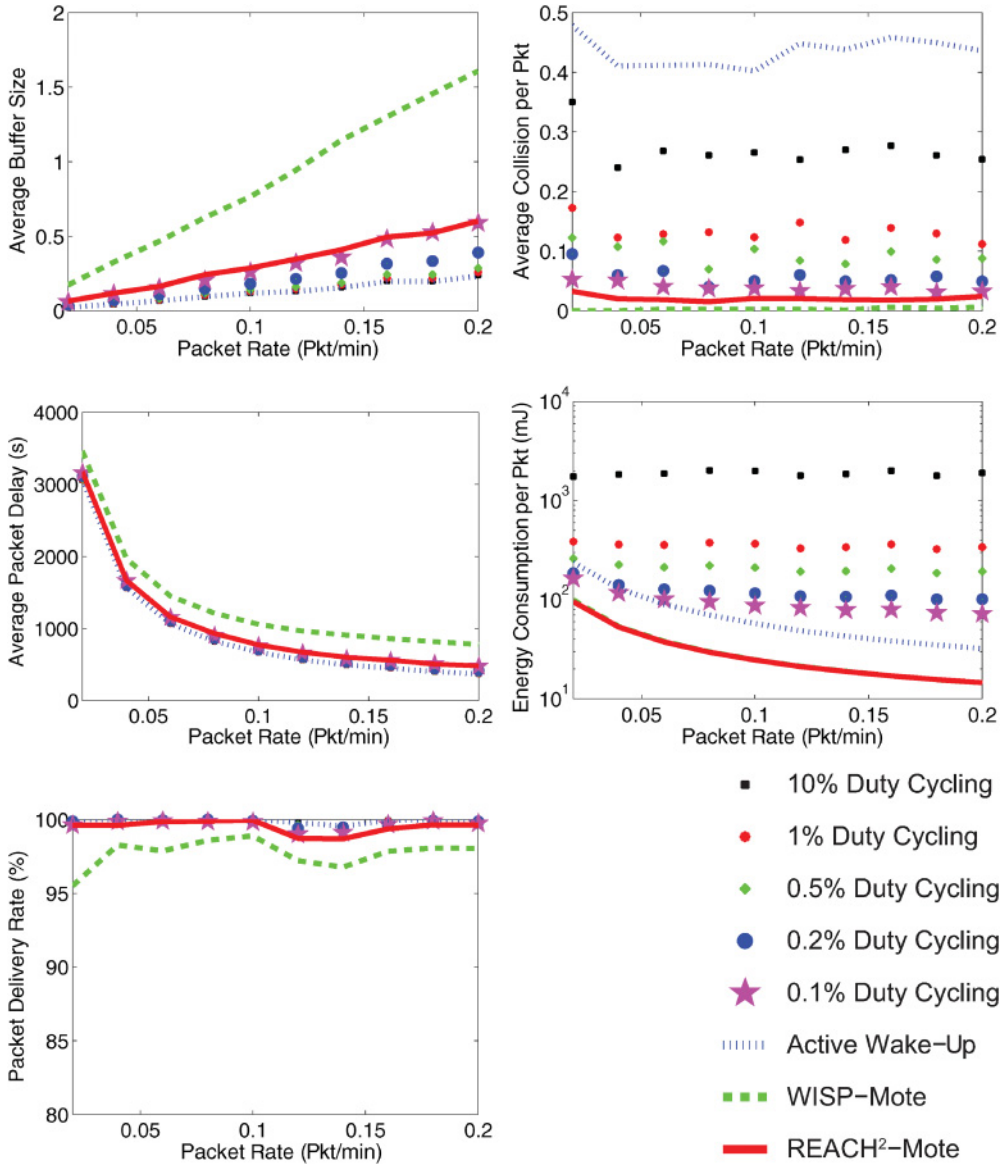 2
1.5
1
0.5
0
0.05
0.1
0.15
0.2
Average Buffer Size
Packet Rate (Pkt/min)
0.5
0.4
0.3
0.2
0.1
0
0.05
0.1
0.15
0.2
Average Collision per Pkt
Packet Rate (Pkt/min)
4000
3000
2000
1000
0
0.05
0.1
0.15
0.2
Average Packet Delay (s)
Packet Rate (Pkt/min)
10⁴
10³
10²
10¹
0.05
0.1
0.15
0.2
Energy Consumption per Pkt (mJ)
Packet Rate (Pkt/min)
100
95
90
85
80
0.05
0.1
0.15
0.2
Packet Delivery Rate (%)
Packet Rate (Pkt/min)
10% Duty Cycling
1% Duty Cycling
0.5% Duty Cycling
0.2% Duty Cycling
0.1% Duty Cycling
Active Wake−Up
WISP−Mote
REACH²−Mote